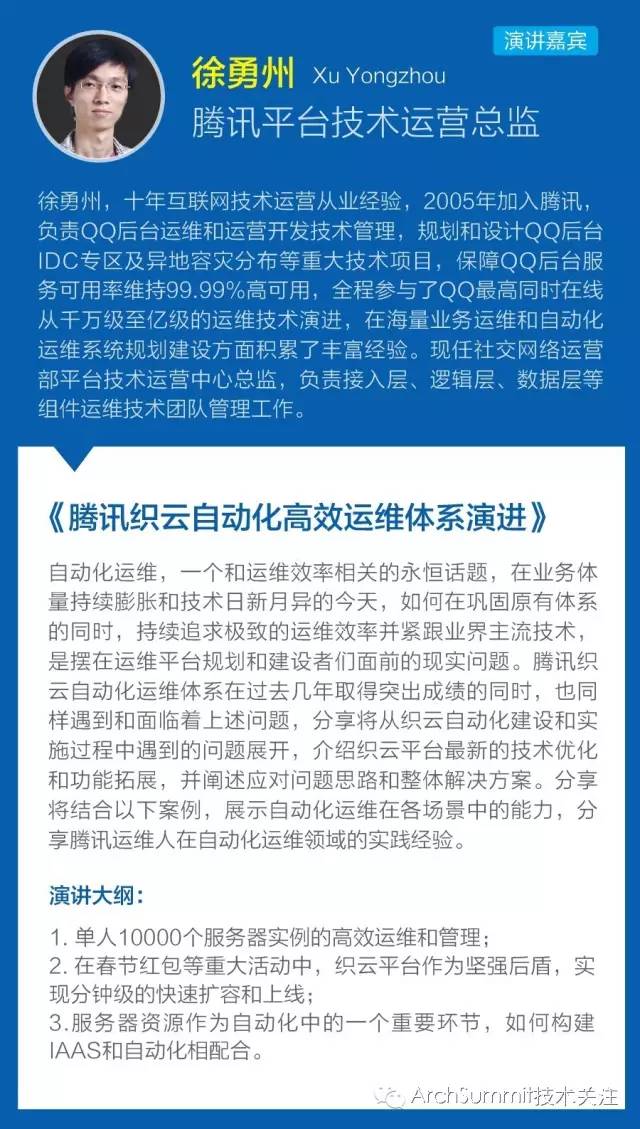 演讲嘉宾
徐勇州 Xu Yongzhou
腾讯平台技术运营总监
徐勇州，十年互联网技术运营从业经验，2005年加入腾讯，
负责QQ后台运维和运营开发技术管理，规划和设计QQ后台
IDC专区及异地容灾分布等重大技术项目，保障QQ后台服
务可用率维持99.99%高可用，全程参与了QQ最高同时在线
从千万级至亿级的运维技术演进，在海量业务运维和自动化
运维系统规划建设方面积累了丰富经验。现任社交网络运营
部平台技术运营中心总监，负责接入层、逻辑层、数据层等
组件运维技术团队管理工作。
《腾讯织云自动化高效运维体系演进》
自动化运维，一个和运维效率相关的永恒话题，在业务体
量持续膨胀和技术日新月异的今天，如何在巩固原有体系
的同时，持续追求极致的运维效率并紧跟业界主流技术，
是摆在运维平台规划和建设者们面前的现实问题。腾讯织
云自动化运维体系在过去几年取得突出成绩的同时，也同
样遇到和面临着上述问题，分享将从织云自动化建设和实
施过程中遇到的问题展开，介绍织云平台最新的技术优化
和功能拓展，并阐述应对问题思路和整体解决方案。分享
将结合以下案例，展示自动化运维在各场景中的能力，分
享腾讯运维人在自动化运维领域的实践经验。
演讲大纲：
1. 单人10000个服务器实例的高效运维和管理；
2. 在春节红包等重大活动中，织云平台作为坚强后盾，实
现分钟级的快速扩容和上线；
3.服务器资源作为自动化中的一个重要环节，如何构建
IAAS和自动化相配合。
ArchSummit技术关注